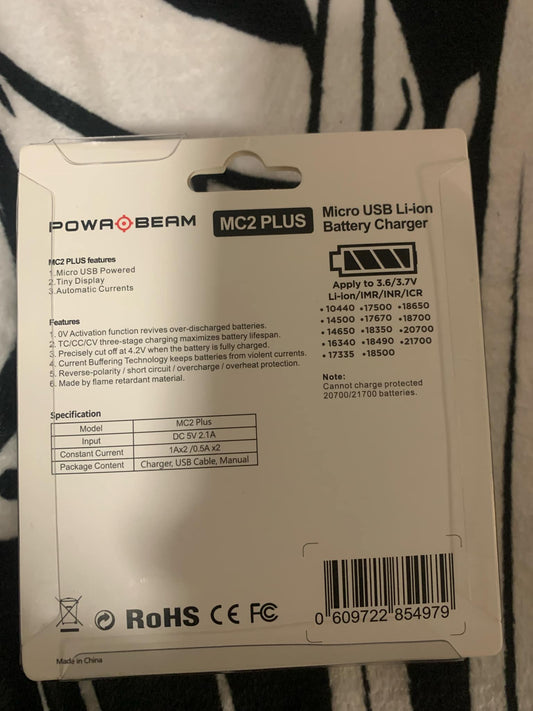 POWA BEAM
MC2 PLUS
Micro USB Li-ion
Battery Charger
MC2 PLUS features
1.Micro USB Powered
2.Tiny Display
3.Automatic Currents
Apply to 3.6/3.7V
Li-ion/IMR/INR/ICR
•10440 •17500 •18650
•14500 •17670 •18700
•14650 •18350 •20700
•16340 •18490 •21700
•17335 •18500
Note:
Cannot charge protected
20700/21700 batteries.
Features
1. 0V Activation function revives over-discharged batteries.
2. TC/CC/CV three-stage charging maximizes battery lifespan.
3. Precisely cut off at 4.2V when the battery is fully charged.
4. Current Buffering Technology keeps batteries from violent currents.
5. Reverse-polarity / short circuit / overcharge / overheat protection.
6. Made by flame retardant material.
Specification
Model MC2 Plus
Input DC 5V 2.1A
Constant Current 1Ax2 /0.5A x2
Package Content Charger, USB Cable, Manual
RoHS CE FC
0 609722 854979
Made in China